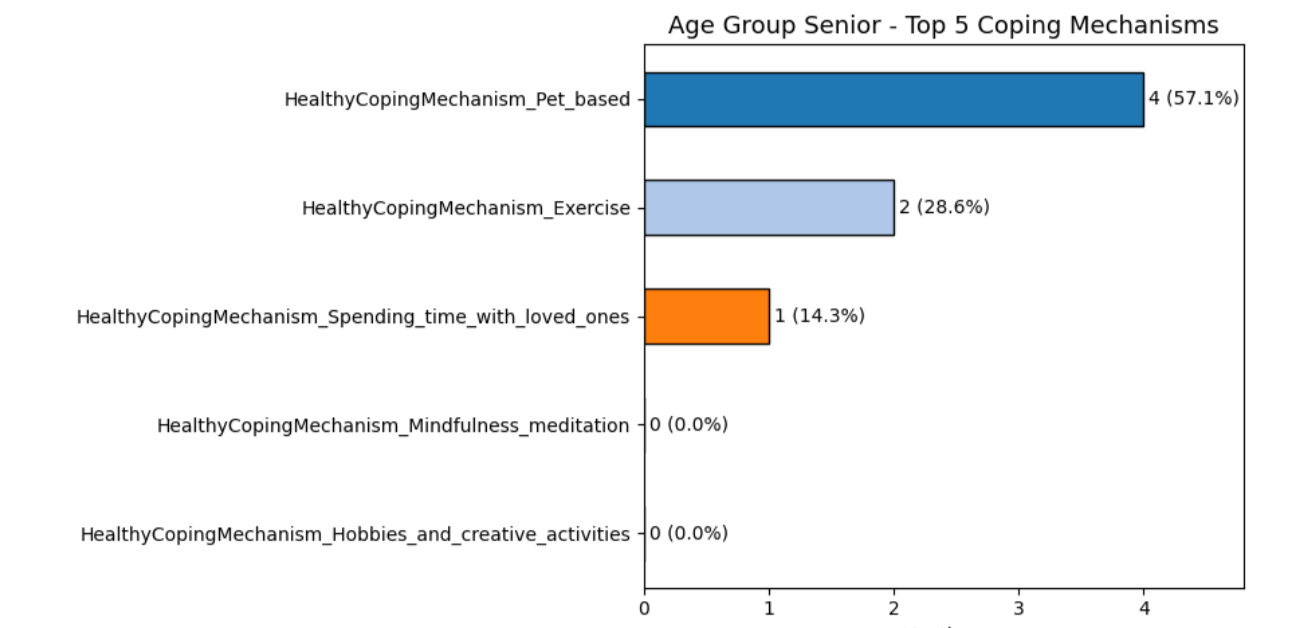 Age Group Senior - Top 5 Coping Mechanisms
HealthyCopingMechanism_Pet_based
4 (57.1%)
HealthyCopingMechanism_Exercise
2 (28.6%)
HealthyCopingMechanism_Spending_time_with_loved_ones
1 (14.3%)
HealthyCopingMechanism_Mindfulness_meditation
0 (0.0%)
HealthyCopingMechanism_Hobbies_and_creative_activities
0 (0.0%)
0 1 2 3 4